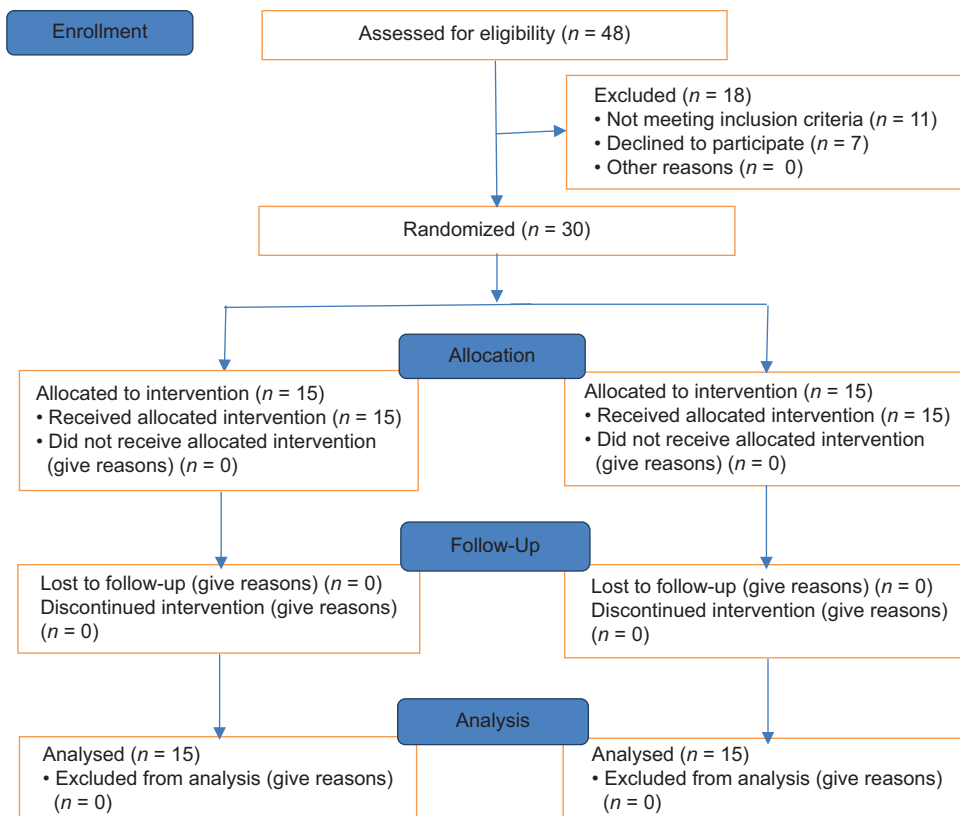 Enrollment
Assessed for eligibility (n = 48)
Excluded (n = 18)
• Not meeting inclusion criteria (n = 11)
• Declined to participate (n = 7)
• Other reasons (n = 0)
Randomized (n = 30)
Allocation
Allocated to intervention (n = 15)
• Received allocated intervention (n = 15)
• Did not receive allocated intervention
(give reasons) (n = 0)
Allocated to intervention (n = 15)
• Received allocated intervention (n = 15)
• Did not receive allocated intervention
(give reasons) (n = 0)
Follow-Up
Lost to follow-up (give reasons) (n = 0)
Discontinued intervention (give reasons)
(n = 0)
Lost to follow-up (give reasons) (n = 0)
Discontinued intervention (give reasons)
(n = 0)
Analysis
Analysed (n = 15)
• Excluded from analysis (give reasons)
(n = 0)
Analysed (n = 15)
• Excluded from analysis (give reasons)
(n = 0)